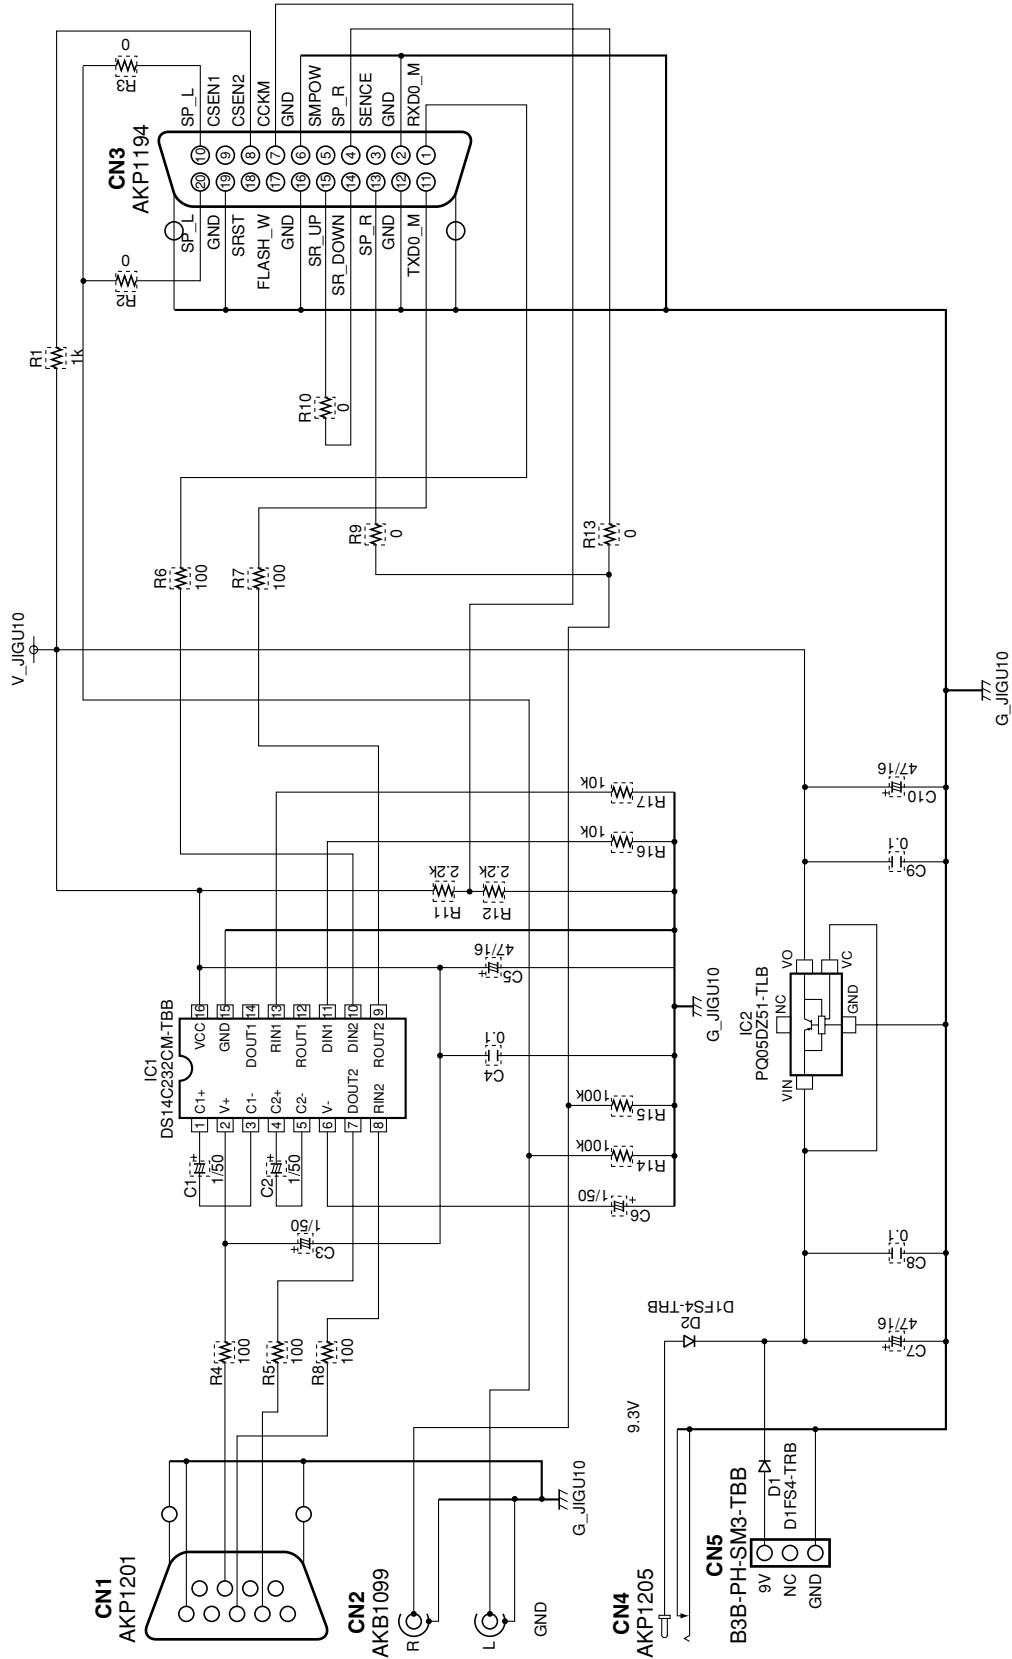 V_JIGU10
R1
1k
R3
0
R2
0
CN3
AKP1194
SP_L
CSEN1
CSEN2
CCKM
GND
SMPOW
SP_R
SENCE
GND
RXD0_M
10
9
8
7
6
5
4
3
2
1
20
19
18
17
16
15
14
13
12
11
SP_L
GND
SRST
FLASH_W
GND
SR_UP
SR_DOWN
SP_R
GND
TXD0_M
R10
0
R9
0
R13
0
R6
100
R7
100
R17
10k
R16
10k
R11
2.2k
R12
2.2k
C5
47/16
C4
0.1
R15
100k
R14
100k
C6
1/50
G_JIGU10
IC1
DS14C232CM-TBB
16
15
14
13
12
11
10
9
VCC
GND
DOUT1
RIN1
ROUT1
DIN1
DIN2
ROUT2
C1+
V+
C1-
C2+
C2-
V-
DOUT2
RIN2
1
2
3
4
5
6
7
8
C1
1/50
C2
1/50
C3
1/50
R4
100
R5
100
R8
100
CN1
AKP1201
G_JIGU10
CN2
AKB1099
R
L
GND
CN4
AKP1205
9.3V
D2
D1FS4-TRB
CN5
B3B-PH-SM3-TBB
9V
NC
GND
D1
D1FS4-TRB
C7
47/16
C8
0.1
IC2
PQ05DZ51-TLB
VIN
NC
VO
VC
GND
C9
0.1
C10
47/16
G_JIGU10